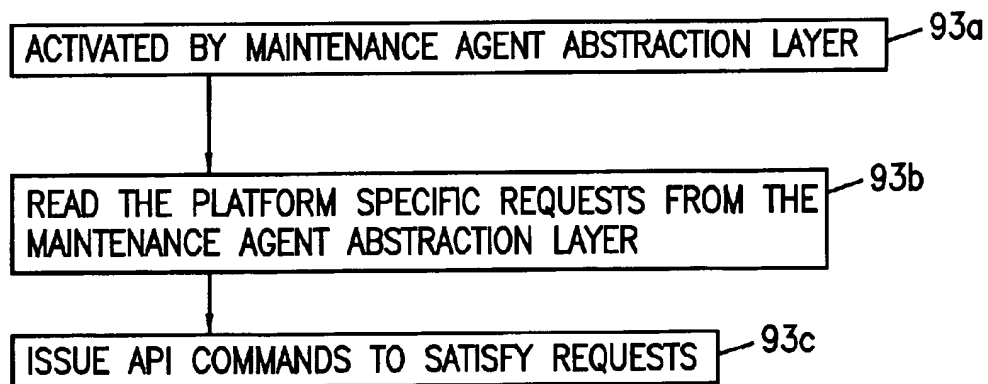 ACTIVATED BY MAINTENANCE AGENT ABSTRACTION LAYER
93a
READ THE PLATFORM SPECIFIC REQUESTS FROM THE
MAINTENANCE AGENT ABSTRACTION LAYER
93b
ISSUE API COMMANDS TO SATISFY REQUESTS
93c